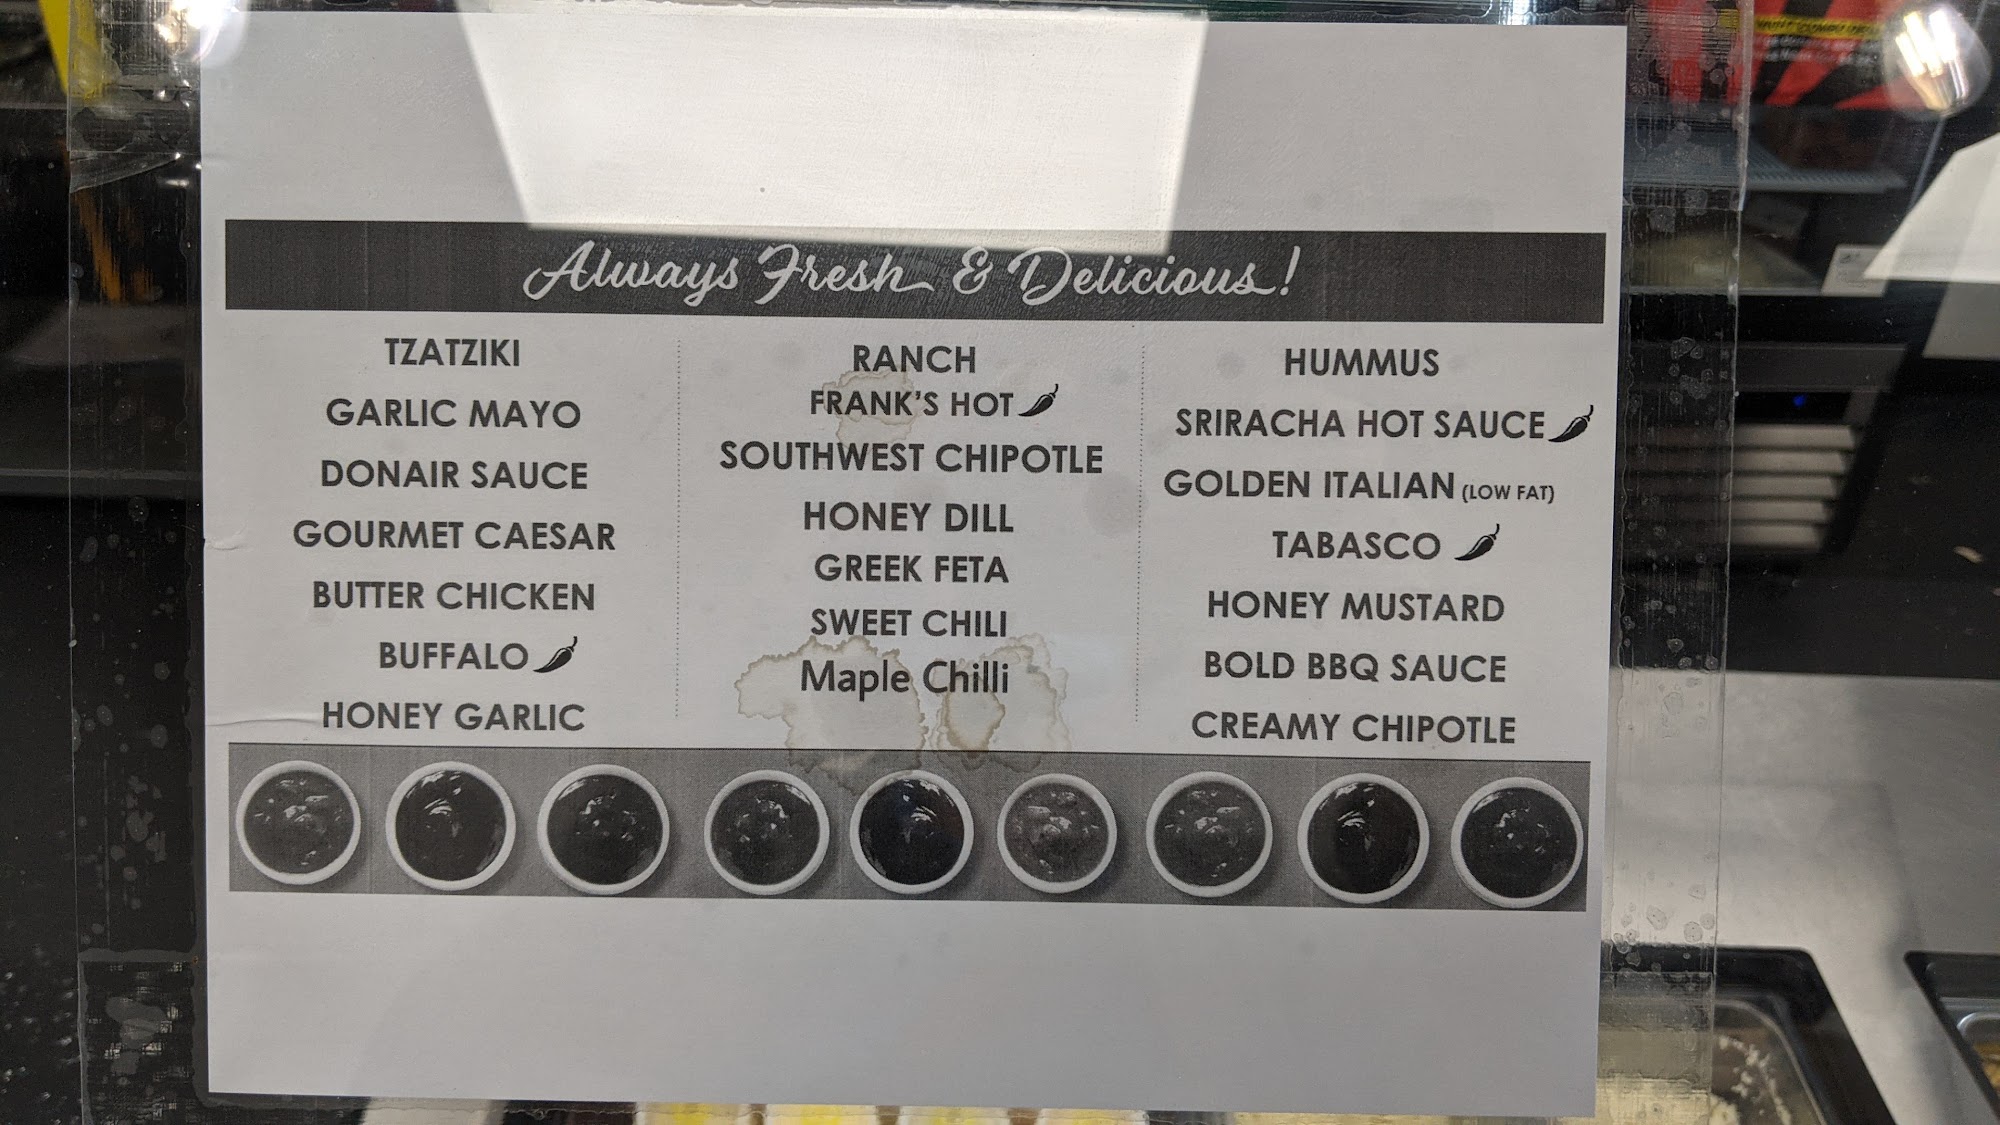 Always Fresh & Delicious!
TZATZIKI
GARLIC MAYO
DONAIR SAUCE
GOURMET CAESAR
BUTTER CHICKEN
BUFFALO
HONEY GARLIC
RANCH
FRANK'S HOT
SOUTHWEST CHIPOTLE
HONEY DILL
GREEK FETA
SWEET CHILI
Maple Chilli
HUMMUS
SRIRACHA HOT SAUCE
GOLDEN ITALIAN (LOW FAT)
TABASCO
HONEY MUSTARD
BOLD BBQ SAUCE
CREAMY CHIPOTLE